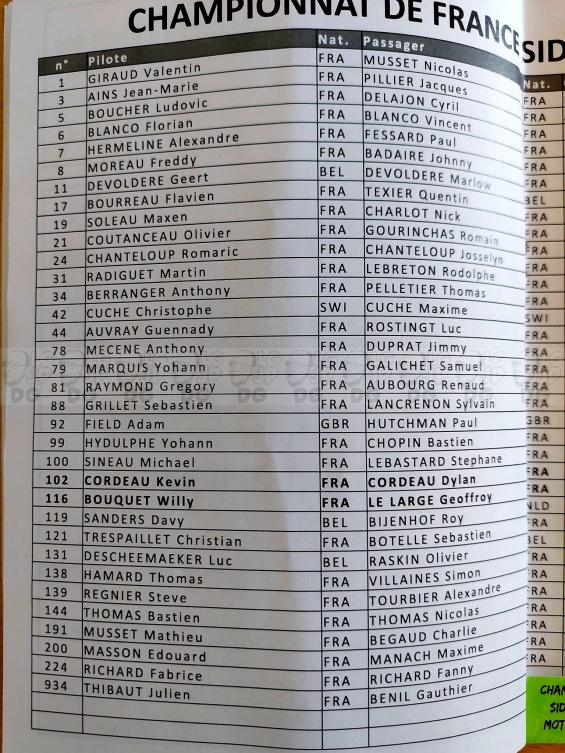 CHAMPIONNAT DE FRANCE
n° Pilote Nat. Passager
1 GIRAUD Valentin FRA MUSSET Nicolas
3 AINS Jean-Marie FRA PILLIER Jacques
5 BOUCHER Ludovic FRA DELAJON Cyril
6 BLANCO Florian FRA BLANCO Vincent
7 HERMELINE Alexandre FRA FESSARD Paul
8 MOREAU Freddy FRA BADAIRE Johnny
11 DEVOLDERE Geert BEL DEVOLDERE Marlow
17 BOURREAU Flavien FRA TEXIER Quentin
19 SOLEAU Maxen FRA CHARLOT Nick
21 COUTANCEAU Olivier FRA GOURINCHAS Romain
24 CHANTELOUP Romaric FRA CHANTELOUP Josselyn
31 RADIGUET Martin FRA LEBRETON Rodolphe
34 BERRANGER Anthony FRA PELLETIER Thomas
42 CUCHE Christophe SWI CUCHE Maxime
44 AUVRAY Guennady FRA ROSTINGT Luc
78 MECENE Anthony FRA DUPRAT Jimmy
79 MARQUIS Yohann FRA GALICHET Samuel
81 RAYMOND Gregory FRA AUBOURG Renaud
88 GRILLET Sebastien FRA LANCRENON Sylvain
92 FIELD Adam GBR HUTCHMAN Paul
99 HYDULPHE Yohann FRA CHOPIN Bastien
100 SINEAU Michael FRA LEBASTARD Stephane
102 CORDEAU Kevin FRA CORDEAU Dylan
116 BOUQUET Willy FRA LE LARGE Geoffroy
119 SANDERS Davy BEL BIJENHOF Roy
121 TRESPAILLET Christian FRA BOTELLE Sebastien
131 DESCHEEMAEKER Luc BEL RASKIN Olivier
138 HAMARD Thomas FRA VILLAINES Simon
139 REGNIER Steve FRA TOURBIER Alexandre
144 THOMAS Bastien FRA THOMAS Nicolas
191 MUSSET Mathieu FRA BEGAUD Charlie
200 MASSON Edouard FRA MANACH Maxime
224 RICHARD Fabrice FRA RICHARD Fanny
934 THIBAUT Julien FRA BENIL Gauthier
SID
Nat.
FRA
FRA
FRA
FRA
FRA
FRA
BEL
FRA
FRA
FRA
FRA
FRA
FRA
SWI
FRA
FRA
FRA
FRA
FRA
GBR
FRA
FRA
FRA
FRA
NLD
FRA
BEL
FRA
FRA
FRA
FRA
FRA
FRA
FRA
CHAM
SID
MOT
DG DG DG DG DG DG